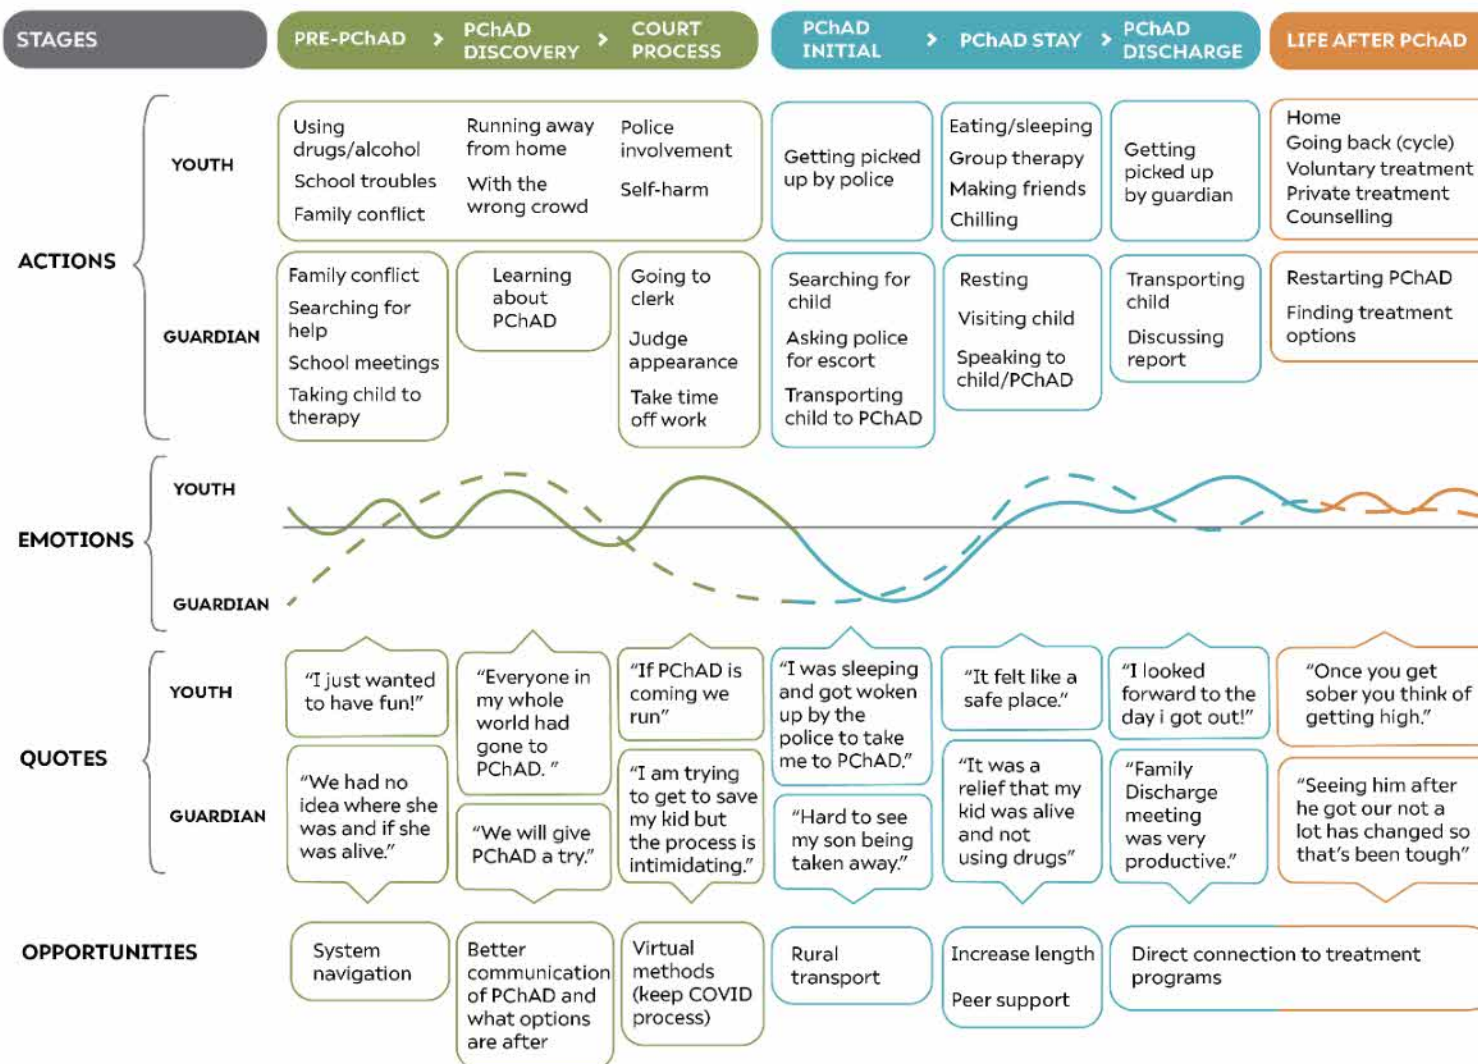 STAGES
PRE-PChAD
>
PChAD
DISCOVERY
>
COURT
PROCESS
PChAD
INITIAL
>
PChAD STAY
>
PChAD
DISCHARGE
LIFE AFTER PChAD
ACTIONS
YOUTH
Using
drugs/alcohol
School troubles
Family conflict
Running away
from home
With the
wrong crowd
Police
involvement
Self-harm
Getting picked
up by police
Eating/sleeping
Group therapy
Making friends
Chilling
Getting
picked up
by guardian
Home
Going back (cycle)
Voluntary treatment
Private treatment
Counselling
GUARDIAN
Family conflict
Searching for
help
School meetings
Taking child to
therapy
Learning
about
PChAD
Going to
clerk
Judge
appearance
Take time
off work
Searching for
child
Asking police
for escort
Transporting
child to PChAD
Resting
Visiting child
Speaking to
child/PChAD
Transporting
child
Discussing
report
Restarting PChAD
Finding treatment
options
EMOTIONS
YOUTH
GUARDIAN
QUOTES
YOUTH
“I just wanted
to have fun!”
“Everyone in
my whole
world had
gone to
PChAD. ”
“If PChAD is
coming we
run”
“I was sleeping
and got woken
up by the
police to take
me to PChAD.”
“It felt like a
safe place.”
“I looked
forward to the
day i got out!”
“Once you get
sober you think of
getting high.”
GUARDIAN
“We had no
idea where she
was and if she
was alive.”
“We will give
PChAD a try.”
“I am trying
to get to save
my kid but
the process is
intimidating.”
“Hard to see
my son being
taken away.”
“It was a
relief that my
kid was alive
and not
using drugs”
“Family
Discharge
meeting
was very
productive.”
“Seeing him after
he got our not a
lot has changed so
that’s been tough”
OPPORTUNITIES
System
navigation
Better
communication
of PChAD and
what options
are after
Virtual
methods
(keep COVID
process)
Rural
transport
Increase length
Peer support
Direct connection to treatment
programs